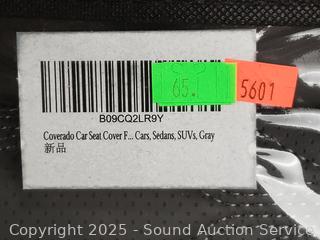 65.
5601
B09CQ2LR9Y
Coverado Car Seat Cover F... Cars, Sedans, SUVs, Gray
新品
Copyright 2025 - Sound Auction Service